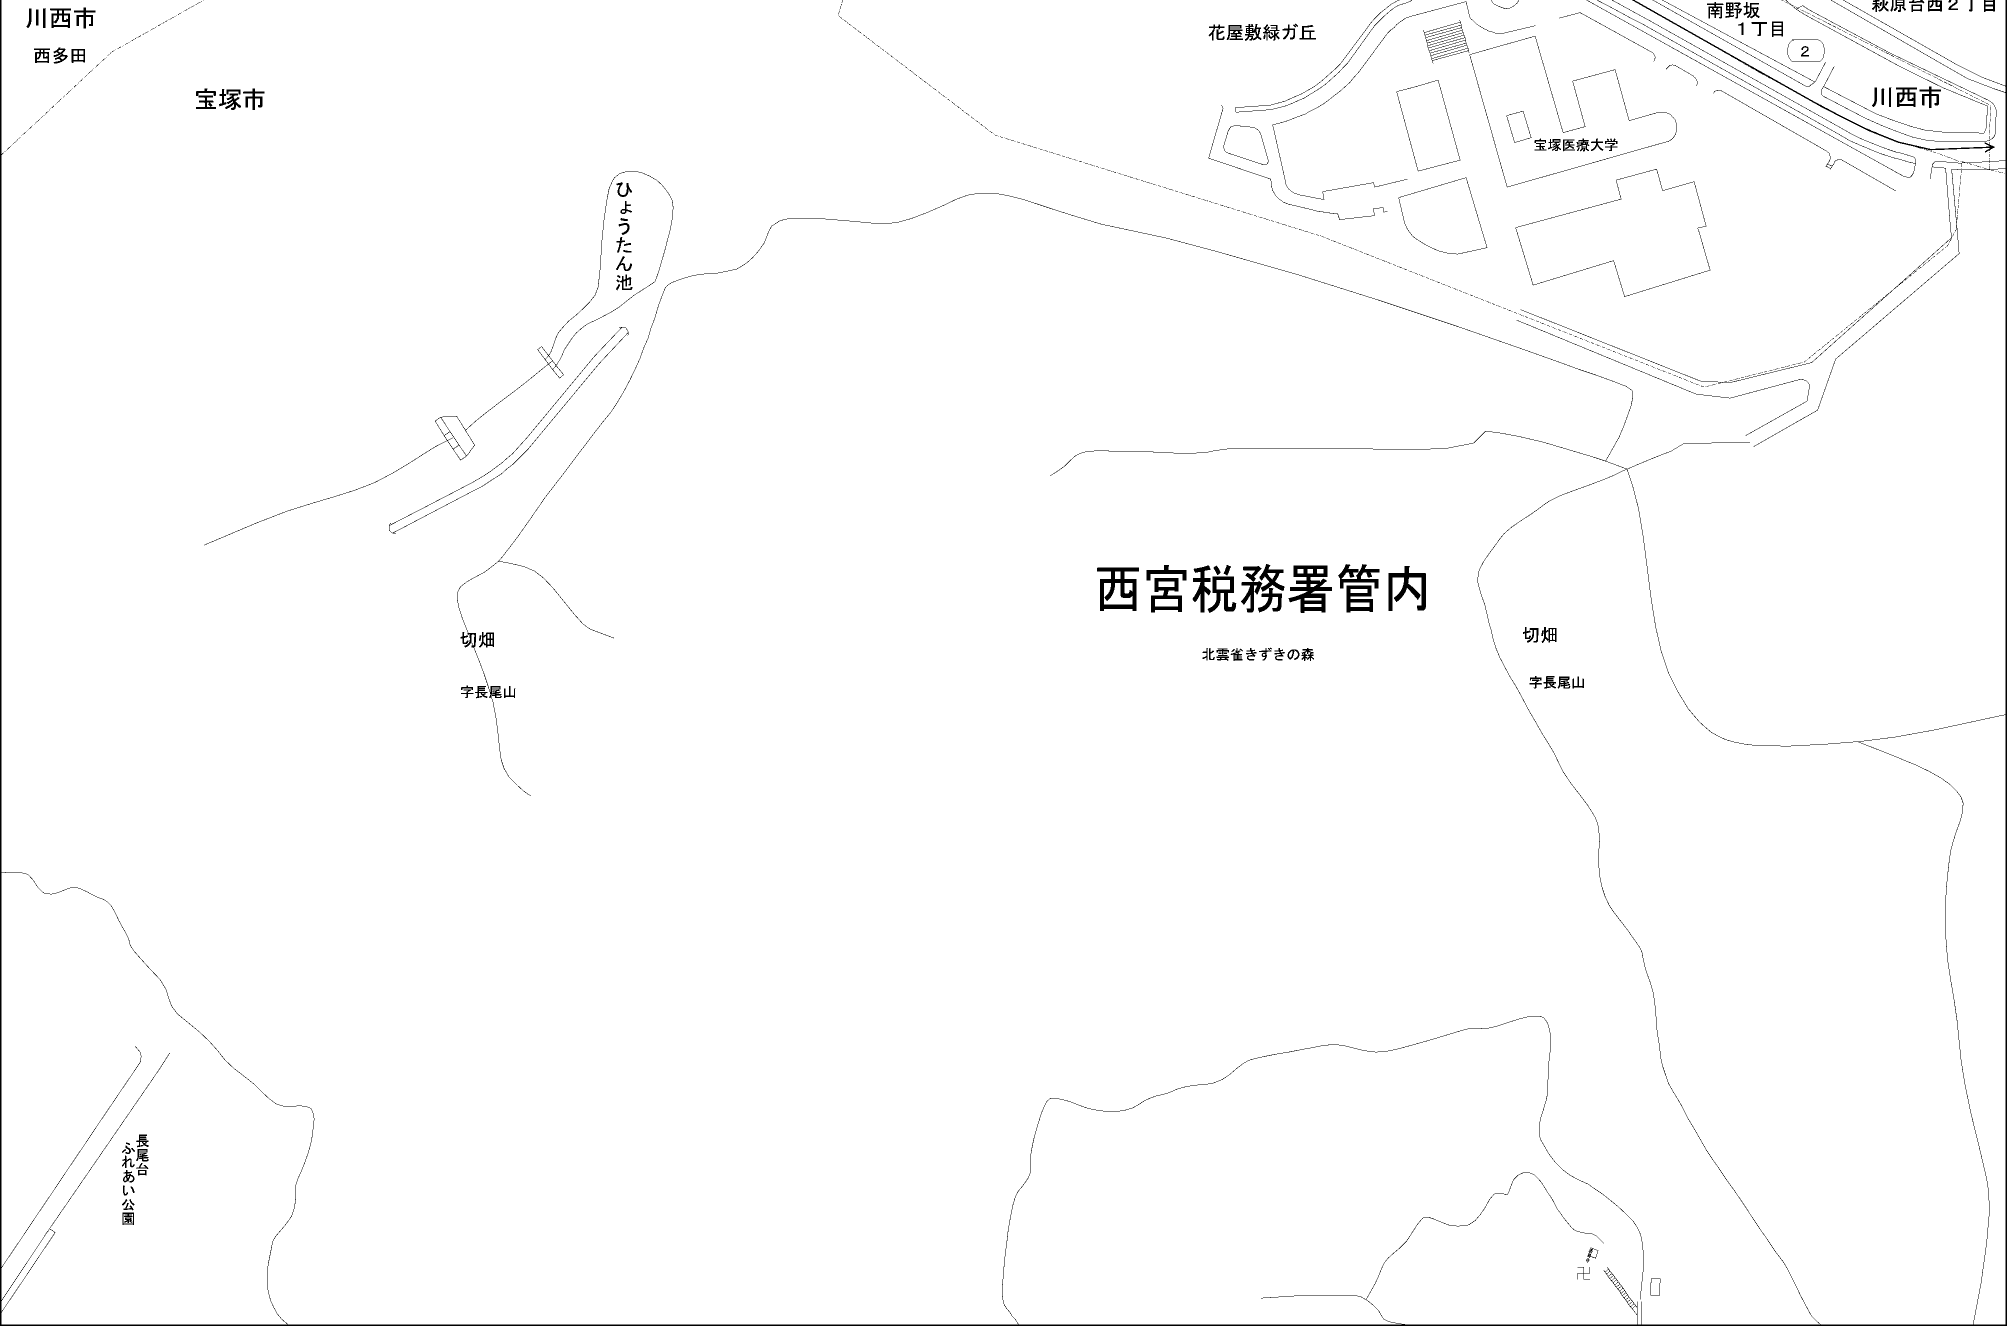 川西市
西多田
宝塚市
花屋敷緑ガ丘
南野坂
1丁目
2
萩原台西2丁目
川西市
宝塚医療大学
ひょうたん池
西宮税務署管内
北雲雀きずきの森
切畑
字長尾山
切畑
字長尾山
長尾台
ふれあい公園
卍